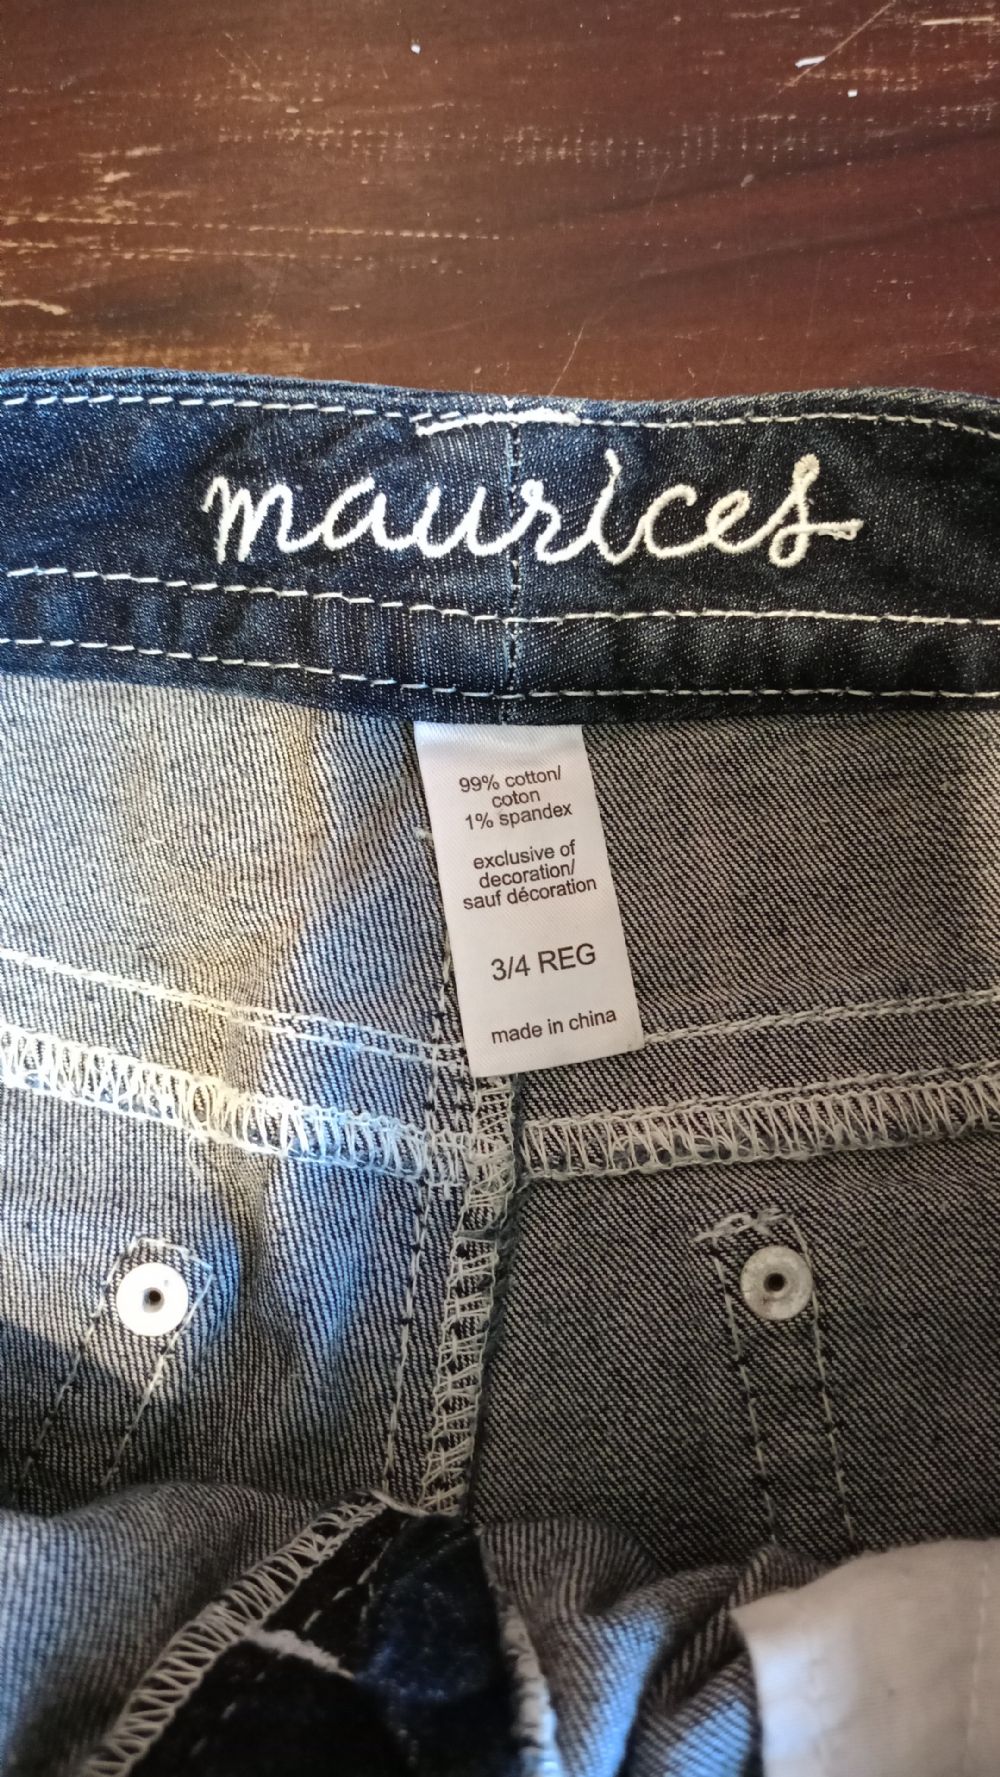 maurices
99% cotton/
coton
1% spandex
exclusive of
decoration/
sauf décoration
3/4 REG
made in china